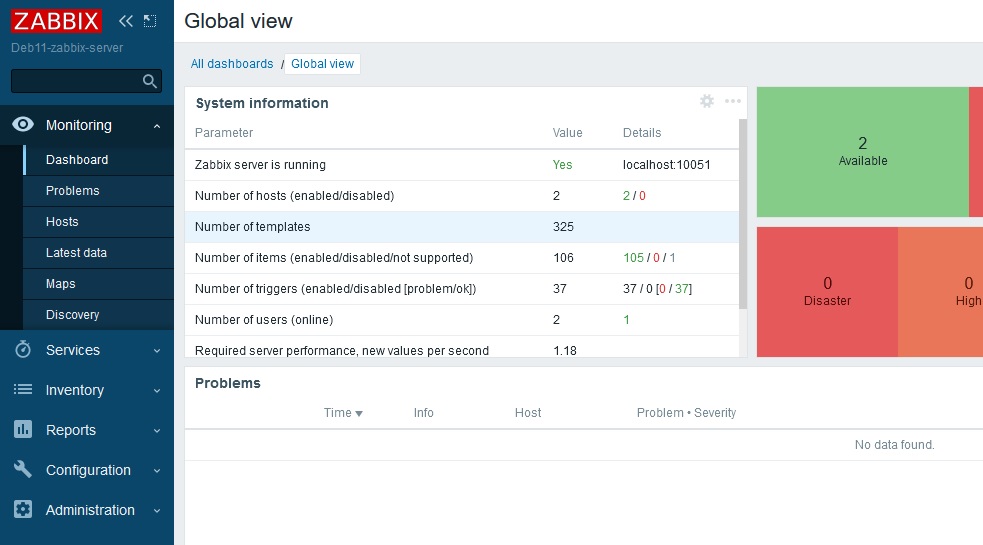 ZABBIX
Deb11-zabbix-server
Monitoring
Dashboard
Problems
Hosts
Latest data
Maps
Discovery
Services
Inventory
Reports
Configuration
Administration
Global view
All dashboards / Global view
System information
Parameter Value Details
Zabbix server is running Yes localhost:10051
Number of hosts (enabled/disabled) 2 2 / 0
Number of templates 325
Number of items (enabled/disabled/not supported) 106 105 / 0 / 1
Number of triggers (enabled/disabled [problem/ok]) 37 37 / 0 [0 / 37]
Number of users (online) 2 1
Required server performance, new values per second 1.18
2
Available
0
Disaster
0
High
Problems
Time Info Host Problem • Severity
No data found.